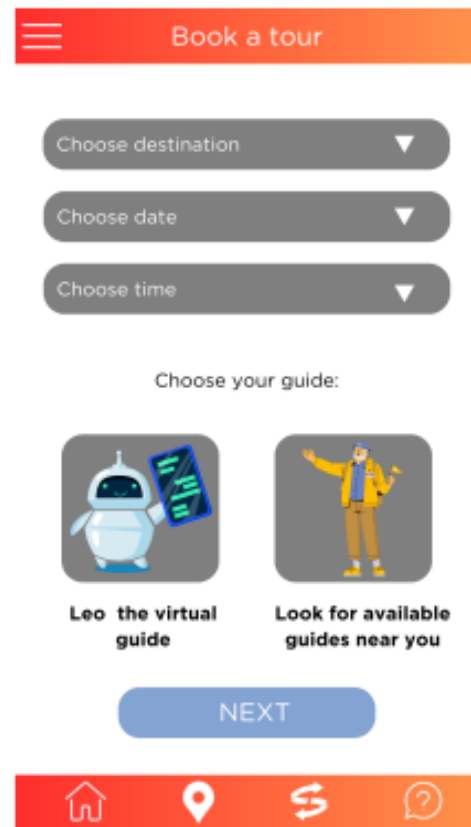 Book a tour
Choose destination
Choose date
Choose time
Choose your guide:
Leo the virtual
guide
Look for available
guides near you
NEXT